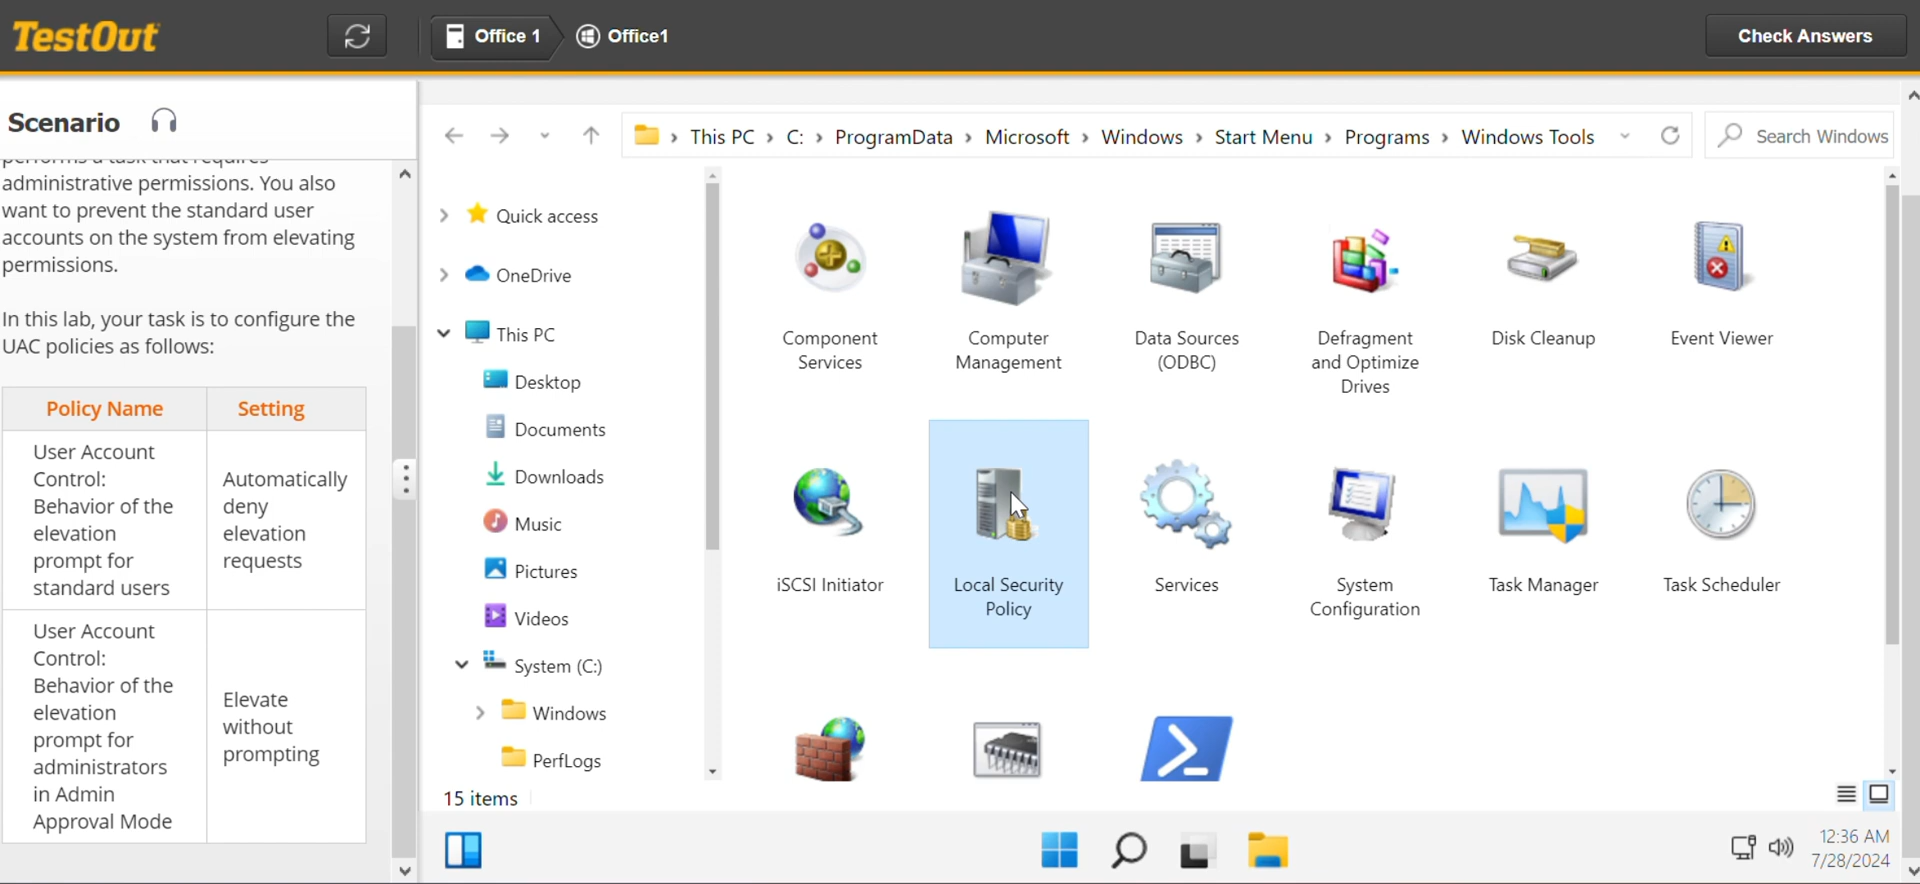 TestOut
Office 1
Office1
Check Answers
Scenario
performs a task that requires
administrative permissions. You also
want to prevent the standard user
accounts on the system from elevating
permissions.
In this lab, your task is to configure the
UAC policies as follows:
Policy Name
Setting
User Account
Control:
Behavior of the
elevation
prompt for
standard users
Automatically
deny
elevation
requests
User Account
Control:
Behavior of the
elevation
prompt for
administrators
in Admin
Approval Mode
Elevate
without
prompting
This PC › C: › ProgramData › Microsoft › Windows › Start Menu › Programs › Windows Tools
Search Windows
Quick access
OneDrive
This PC
Desktop
Documents
Downloads
Music
Pictures
Videos
System (C:)
Windows
PerfLogs
Component
Services
Computer
Management
Data Sources
(ODBC)
Defragment
and Optimize
Drives
Disk Cleanup
Event Viewer
iSCSI Initiator
Local Security
Policy
Services
System
Configuration
Task Manager
Task Scheduler
15 items
12:36 AM
7/28/2024